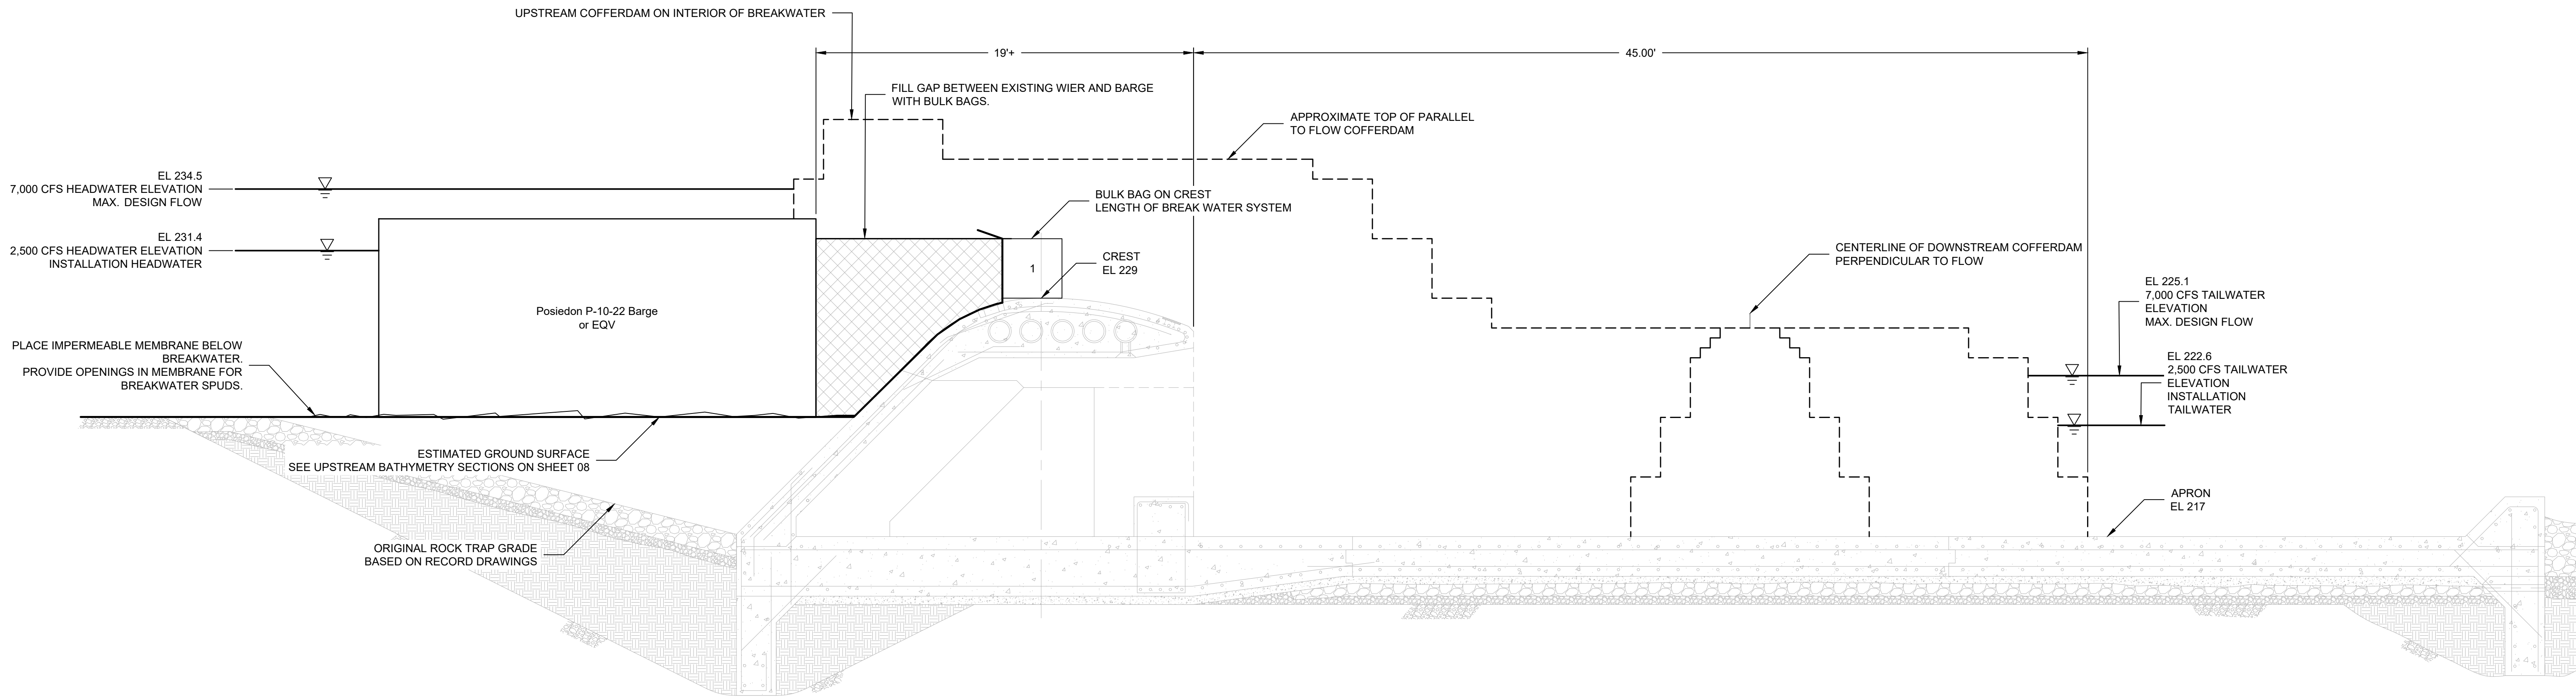 UPSTREAM COFFERDAM ON INTERIOR OF BREAKWATER
19'+
45.00'
FILL GAP BETWEEN EXISTING WIER AND BARGE
WITH BULK BAGS.
APPROXIMATE TOP OF PARALLEL
TO FLOW COFFERDAM
EL 234.5
7,000 CFS HEADWATER ELEVATION
MAX. DESIGN FLOW
BULK BAG ON CREST
LENGTH OF BREAK WATER SYSTEM
EL 231.4
2,500 CFS HEADWATER ELEVATION
INSTALLATION HEADWATER
CREST
EL 229
1
CENTERLINE OF DOWNSTREAM COFFERDAM
PERPENDICULAR TO FLOW
EL 225.1
7,000 CFS TAILWATER
ELEVATION
MAX. DESIGN FLOW
Posiedon P-10-22 Barge
or EQV
PLACE IMPERMEABLE MEMBRANE BELOW
BREAKWATER.
PROVIDE OPENINGS IN MEMBRANE FOR
BREAKWATER SPUDS.
EL 222.6
2,500 CFS TAILWATER
ELEVATION
INSTALLATION
TAILWATER
ESTIMATED GROUND SURFACE
SEE UPSTREAM BATHYMETRY SECTIONS ON SHEET 08
APRON
EL 217
ORIGINAL ROCK TRAP GRADE
BASED ON RECORD DRAWINGS